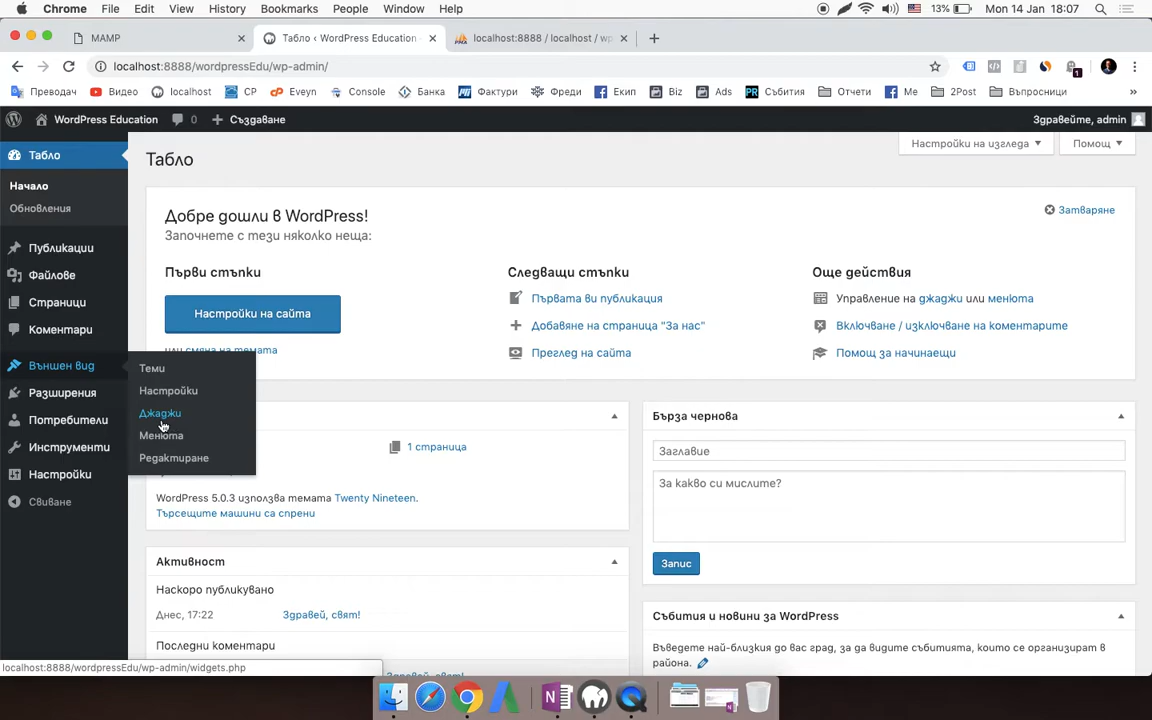 Chrome File Edit View History Bookmarks People Window Help 13% Mon 14 Jan 18:07
MAMP
Табло ‹ WordPress Education
localhost:8888 / localhost / wp
localhost:8888/wordpressEdu/wp-admin/
Преводач Видео localhost CP Eveyn Console Банка Фактури Фреди Екип Biz Ads Събития Отчети Me 2Post Въпросници »
WordPress Education 0 Създаване Здравейте, admin
Табло
Начало
Обновления
Публикации
Файлове
Страници
Коментари
Външен вид
Разширения
Потребители
Инструменти
Настройки
Свиване
Теми
Настройки
Джаджи
Менюта
Редактиране
Табло
Настройки на изгледа
Помощ
Добре дошли в WordPress!
Затваряне
Започнете с тези няколко неща:
Първи стъпки
Настройки на сайта
или смяна на темата
Следващи стъпки
Първата ви публикация
Добавяне на страница "За нас"
Преглед на сайта
Още действия
Управление на джаджи или менюта
Включване / изключване на коментарите
Помощ за начинаещи
1 страница
WordPress 5.0.3 използва темата Twenty Nineteen.
Търсещите машини са спрени
Активност
Наскоро публикувано
Днес, 17:22 Здравей, свят!
Последни коментари
Здравей, свят!
Бърза чернова
Заглавие
За какво си мислите?
Запис
Събития и новини за WordPress
Въведете най-близкия до вас град, за да видите събитията, които се организират в
района.
localhost:8888/wordpressEdu/wp-admin/widgets.php